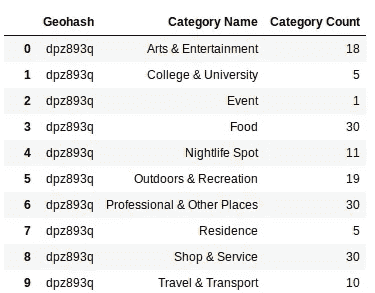 Geohash Category Name Category Count
0 dpz893q Arts & Entertainment 18
1 dpz893q College & University 5
2 dpz893q Event 1
3 dpz893q Food 30
4 dpz893q Nightlife Spot 11
5 dpz893q Outdoors & Recreation 19
6 dpz893q Professional & Other Places 30
7 dpz893q Residence 5
8 dpz893q Shop & Service 30
9 dpz893q Travel & Transport 10